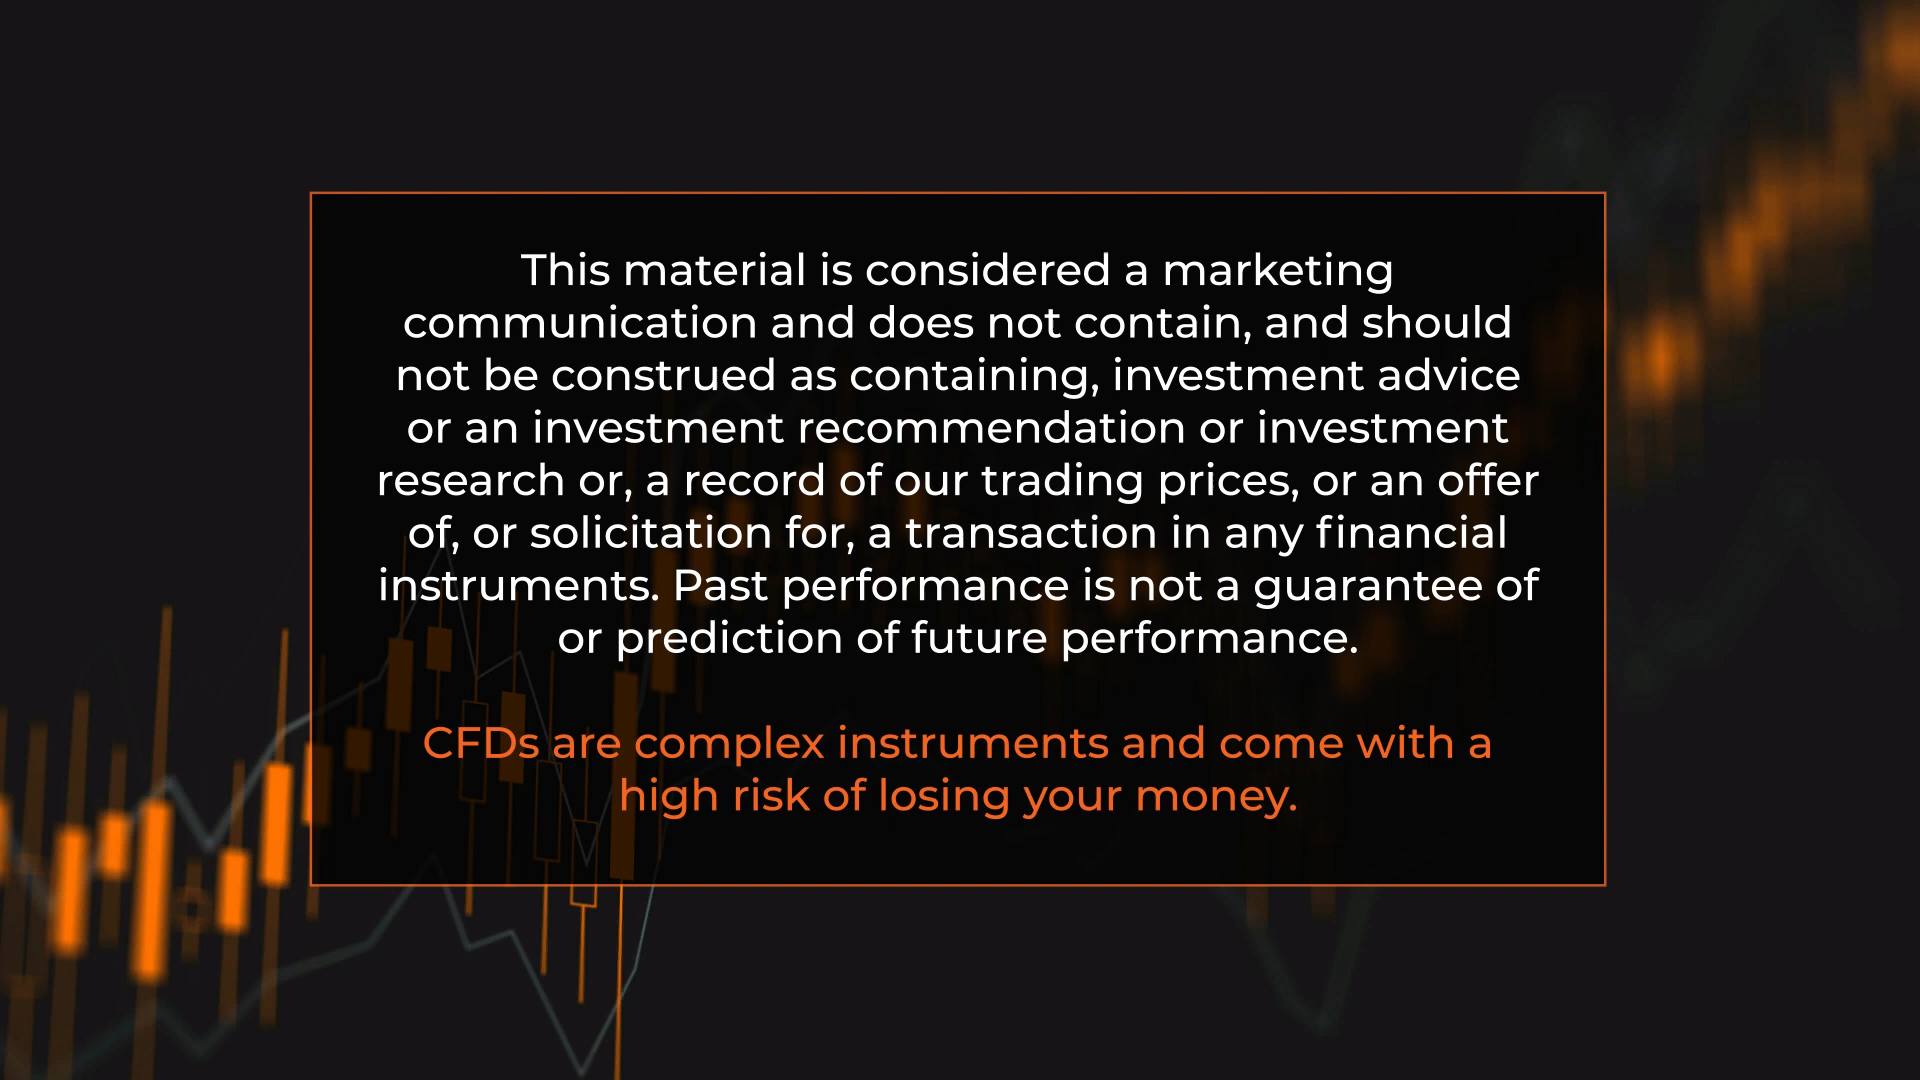 This material is considered a marketing
communication and does not contain, and should
not be construed as containing, investment advice
or an investment recommendation or investment
research or, a record of our trading prices, or an offer
of, or solicitation for, a transaction in any financial
instruments. Past performance is not a guarantee of
or prediction of future performance.
CFDs are complex instruments and come with a
high risk of losing your money.